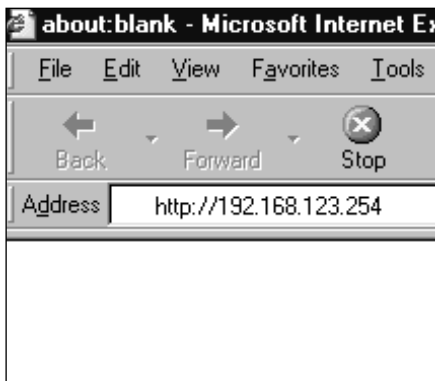 about:blank - Microsoft Internet Ex
File Edit View Favorites Tools
Back Forward Stop
Address http://192.168.123.254